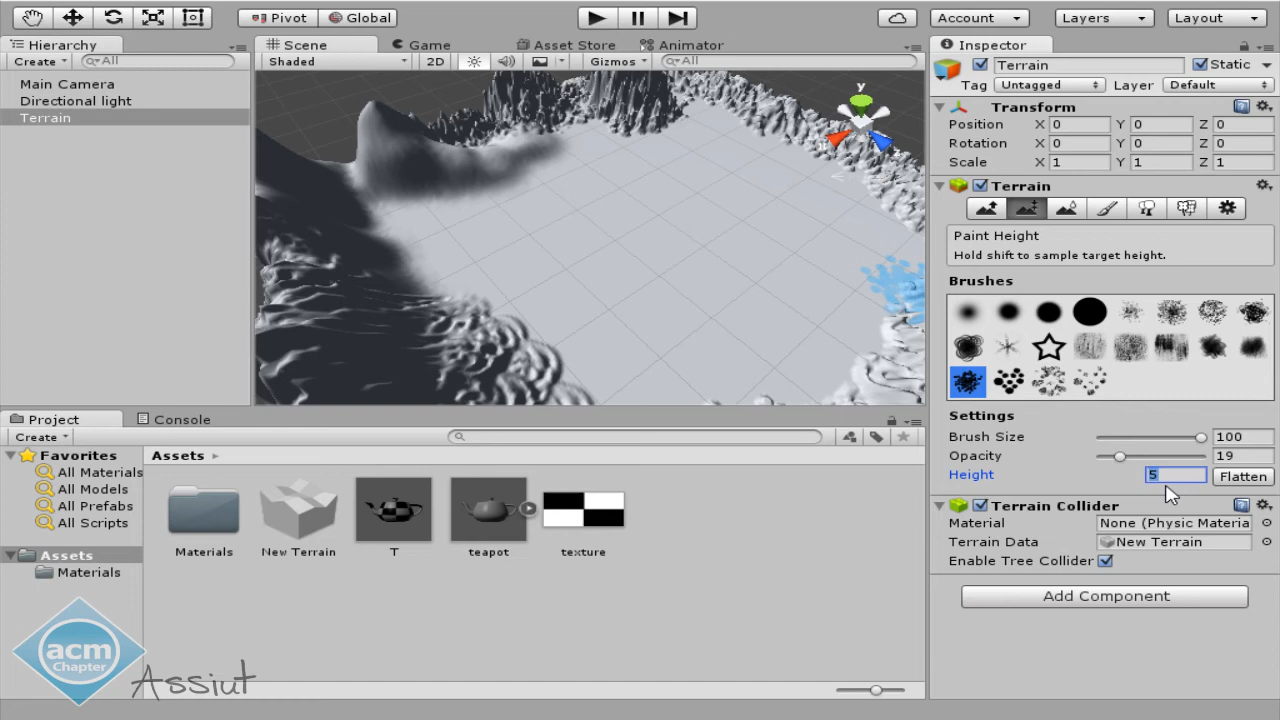 Pivot Global Account Layers Layout
Hierarchy
Create All
Main Camera
Directional light
Terrain
Scene Game Asset Store Animator
Shaded 2D Gizmos All
y
Project Console
Create
Favorites
All Materials
All Models
All Prefabs
All Scripts
Assets
Materials
Assets
Materials New Terrain T teapot texture
acm
Chapter
Assiut
Inspector
Terrain Static
Tag Untagged Layer Default
Transform
Position X 0 Y 0 Z 0
Rotation X 0 Y 0 Z 0
Scale X 1 Y 1 Z 1
Terrain
Paint Height
Hold shift to sample target height.
Brushes
Settings
Brush Size 100
Opacity 19
Height 5 Flatten
Terrain Collider
Material None (Physic Materia
Terrain Data New Terrain
Enable Tree Collider
Add Component